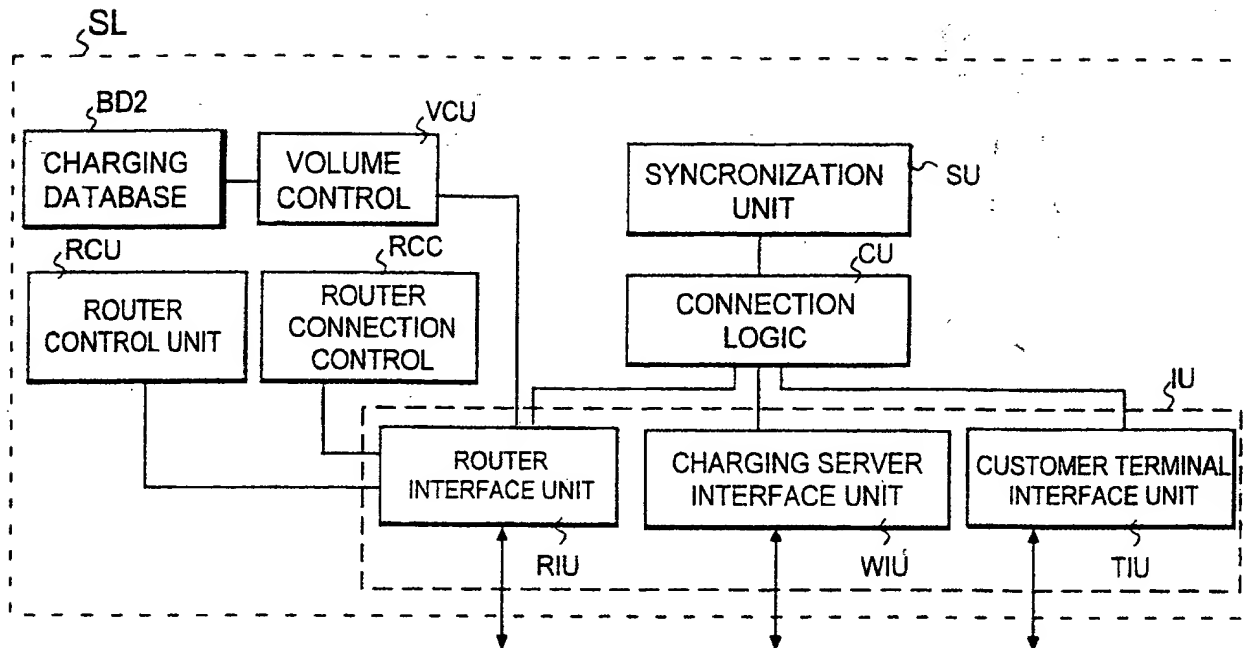 SL
BD2
VCU
CHARGING
DATABASE
VOLUME
CONTROL
SYNCRONIZATION
UNIT
SU
RCU
RCC
CU
ROUTER
CONTROL UNIT
ROUTER
CONNECTION
CONTROL
CONNECTION
LOGIC
IU
ROUTER
INTERFACE UNIT
CHARGING SERVER
INTERFACE UNIT
CUSTOMER TERMINAL
INTERFACE UNIT
RIU
WIU
TIU